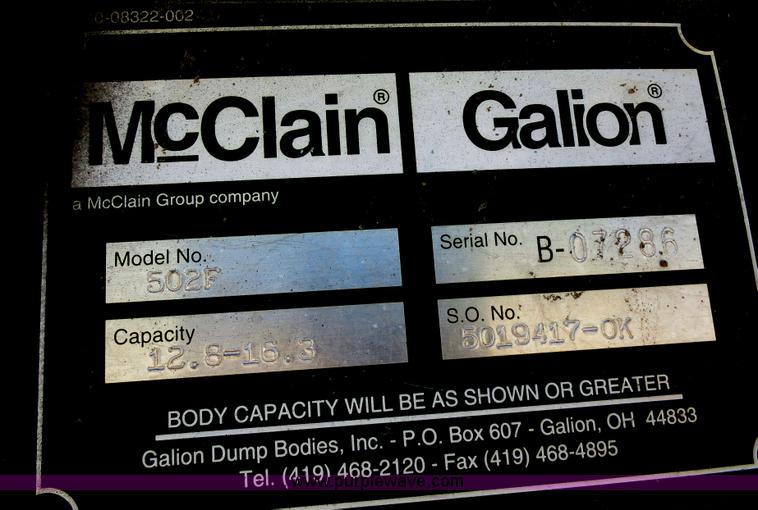 0-08322-002
McClain® Galion®
a McClain Group company
Model No. 502F
Serial No. B-07286
Capacity 12.8-16.3
S.O. No. 5019417-OK
BODY CAPACITY WILL BE AS SHOWN OR GREATER
Galion Dump Bodies, Inc. - P.O. Box 607 - Galion, OH 44833
Tel. (419) 468-2120 - Fax (419) 468-4895
www.purplewave.com